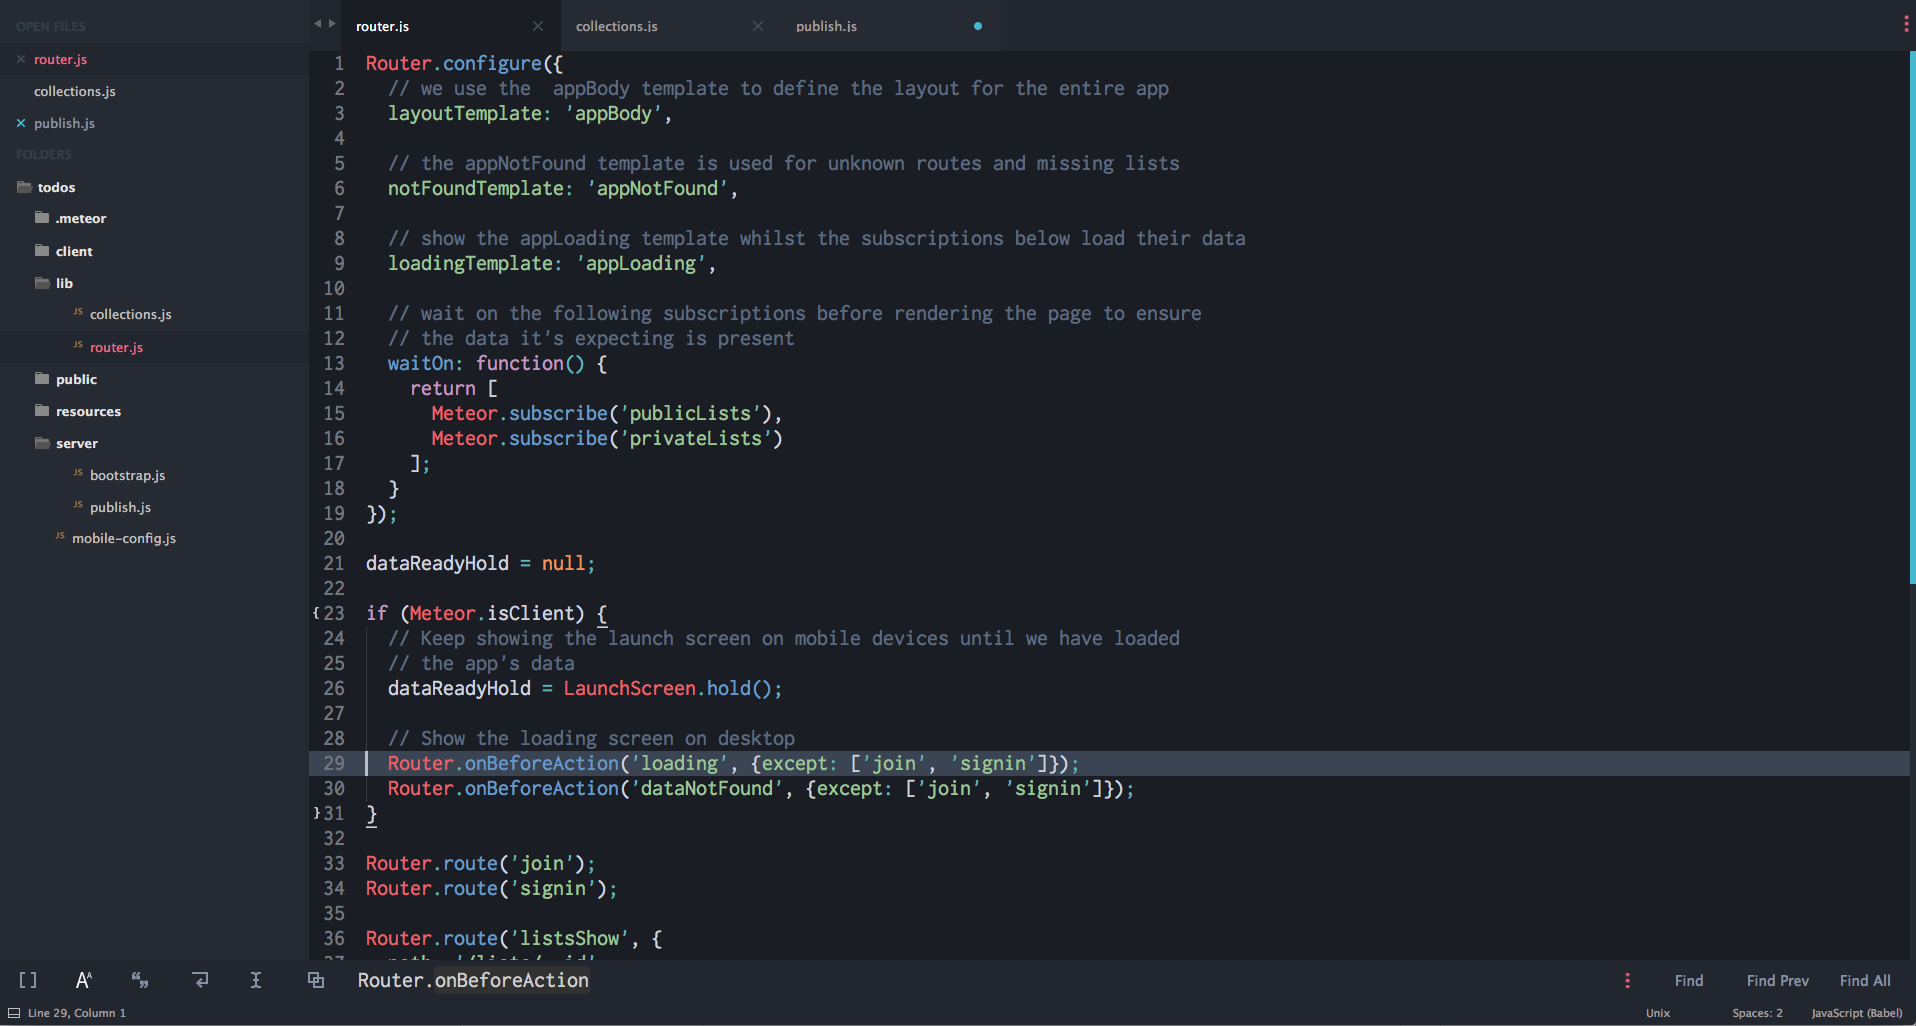 OPEN FILES
router.js
collections.js
publish.js
FOLDERS
todos
.meteor
client
lib
JS collections.js
JS router.js
public
resources
server
JS bootstrap.js
JS publish.js
JS mobile-config.js
router.js collections.js publish.js
1 Router.configure({
2 // we use the  appBody template to define the layout for the entire app
3 layoutTemplate: 'appBody',
4
5 // the appNotFound template is used for unknown routes and missing lists
6 notFoundTemplate: 'appNotFound',
7
8 // show the appLoading template whilst the subscriptions below load their data
9 loadingTemplate: 'appLoading',
10
11 // wait on the following subscriptions before rendering the page to ensure
12 // the data it's expecting is present
13 waitOn: function() {
14 return [
15 Meteor.subscribe('publicLists'),
16 Meteor.subscribe('privateLists')
17 ];
18 }
19 });
20
21 dataReadyHold = null;
22
{ 23 if (Meteor.isClient) {
24 // Keep showing the launch screen on mobile devices until we have loaded
25 // the app's data
26 dataReadyHold = LaunchScreen.hold();
27
28 // Show the loading screen on desktop
29 Router.onBeforeAction('loading', {except: ['join', 'signin']});
30 Router.onBeforeAction('dataNotFound', {except: ['join', 'signin']});
} 31 }
32
33 Router.route('join');
34 Router.route('signin');
35
36 Router.route('listsShow', {
Router.onBeforeAction Find Find Prev Find All
Line 29, Column 1 Unix Spaces: 2 JavaScript (Babel)